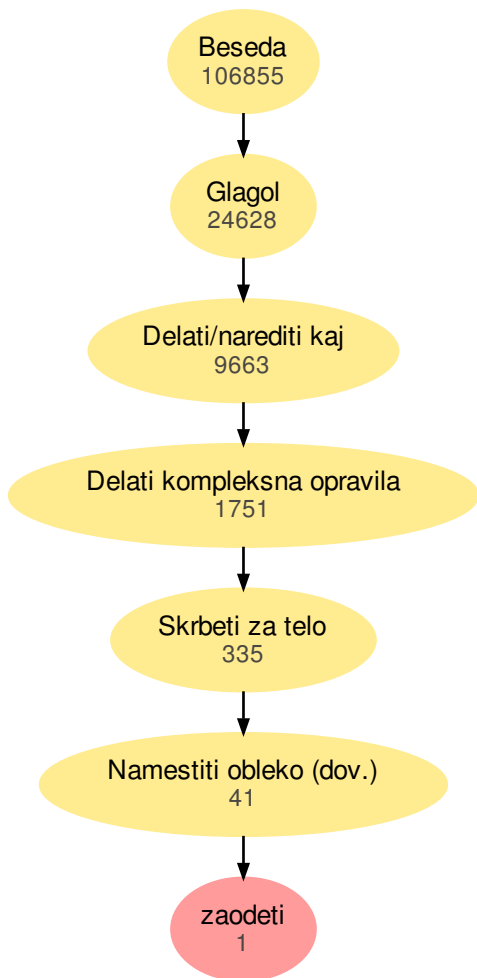 Beseda
106855
Glagol
24628
Delati/narediti kaj
9663
Delati kompleksna opravila
1751
Skrbeti za telo
335
Namestiti obleko (dov.)
41
zaodeti
1